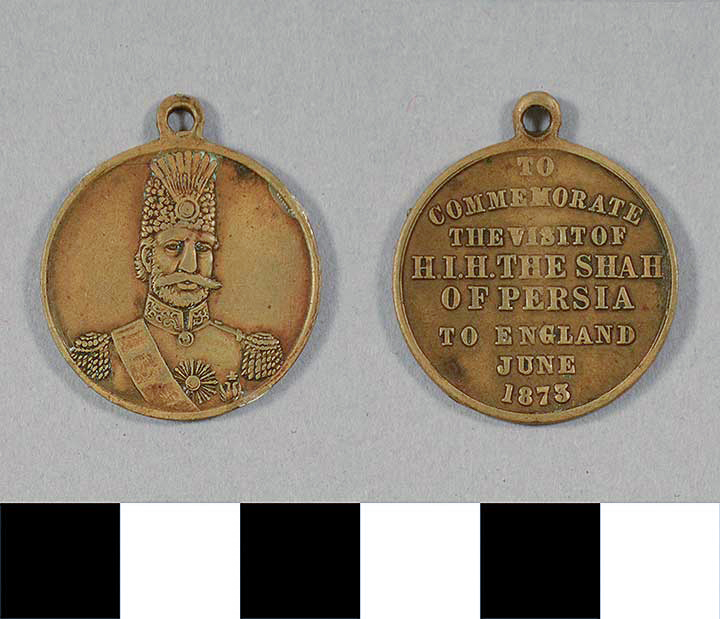 TO
COMMEMORATE
THE VISIT OF
H.I.H. THE SHAH
OF PERSIA
TO ENGLAND
JUNE
1873